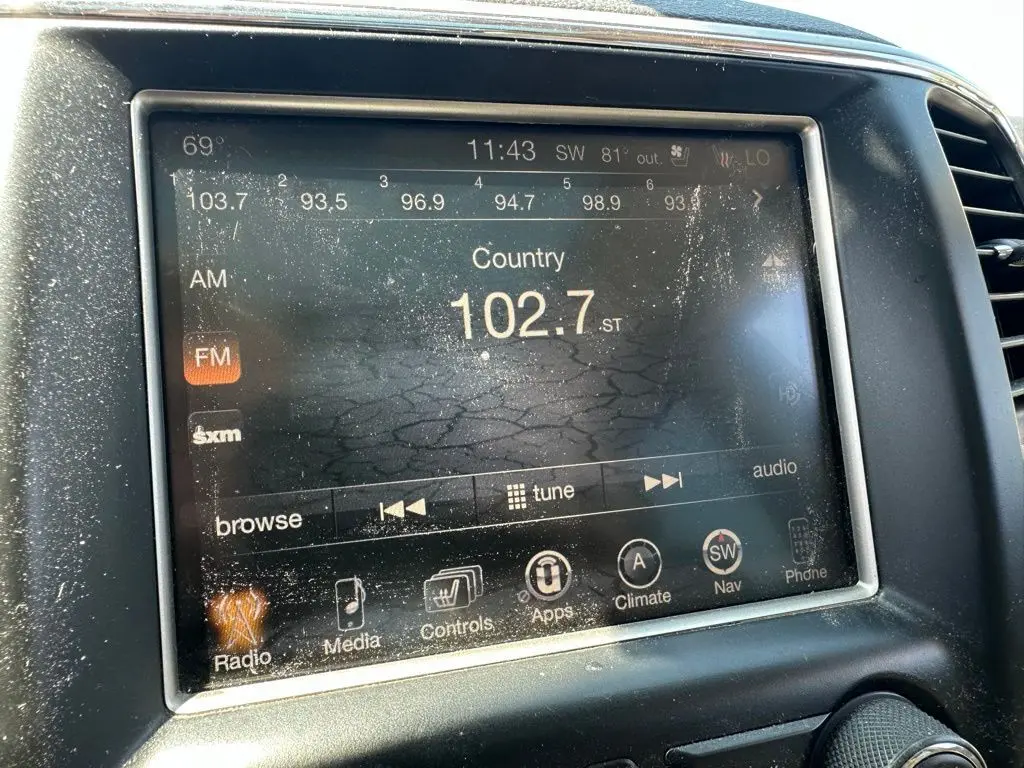 69° 11:43 SW 81° out. LO
1 2 3 4 5 6
103.7 93.5 96.9 94.7 98.9
Country
AM
102.7 ST
FM
sxm
browse tune audio
A SW
Radio Media Controls Apps Climate Nav Phone